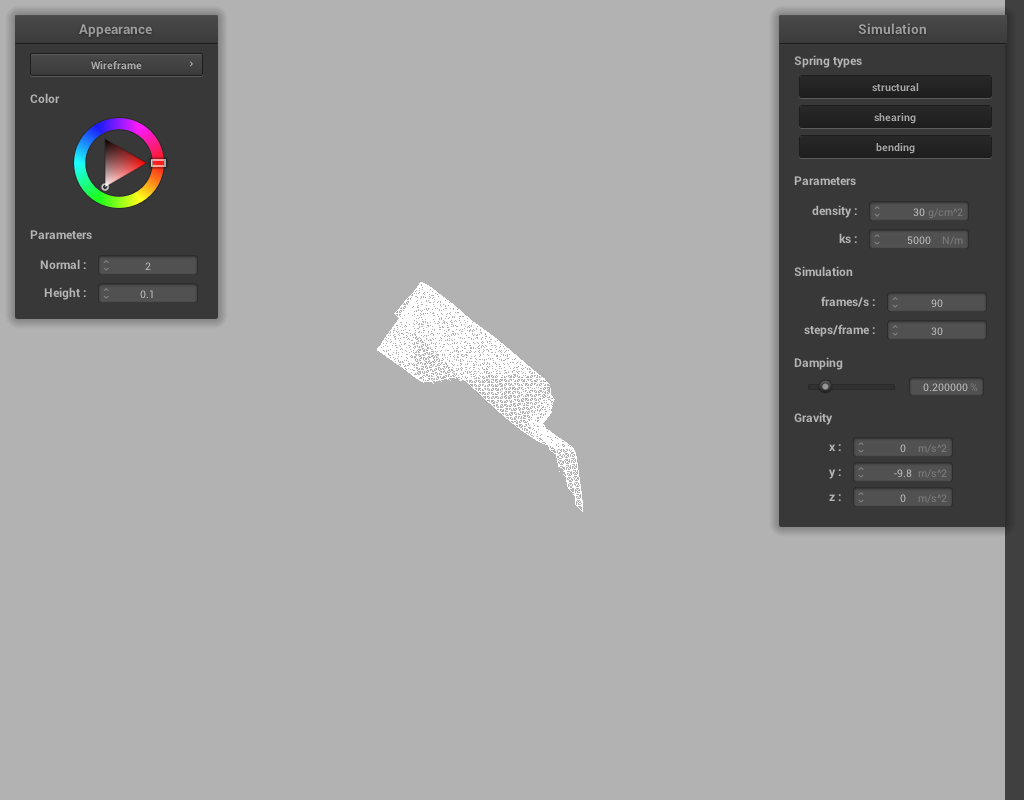 Appearance
Wireframe
Color
Parameters
Normal : 2
Height : 0.1
Simulation
Spring types
structural
shearing
bending
Parameters
density : 30 g/cm^2
ks : 5000 N/m
Simulation
frames/s : 90
steps/frame : 30
Damping
0.200000 %
Gravity
x : 0 m/s^2
y : -9.8 m/s^2
z : 0 m/s^2